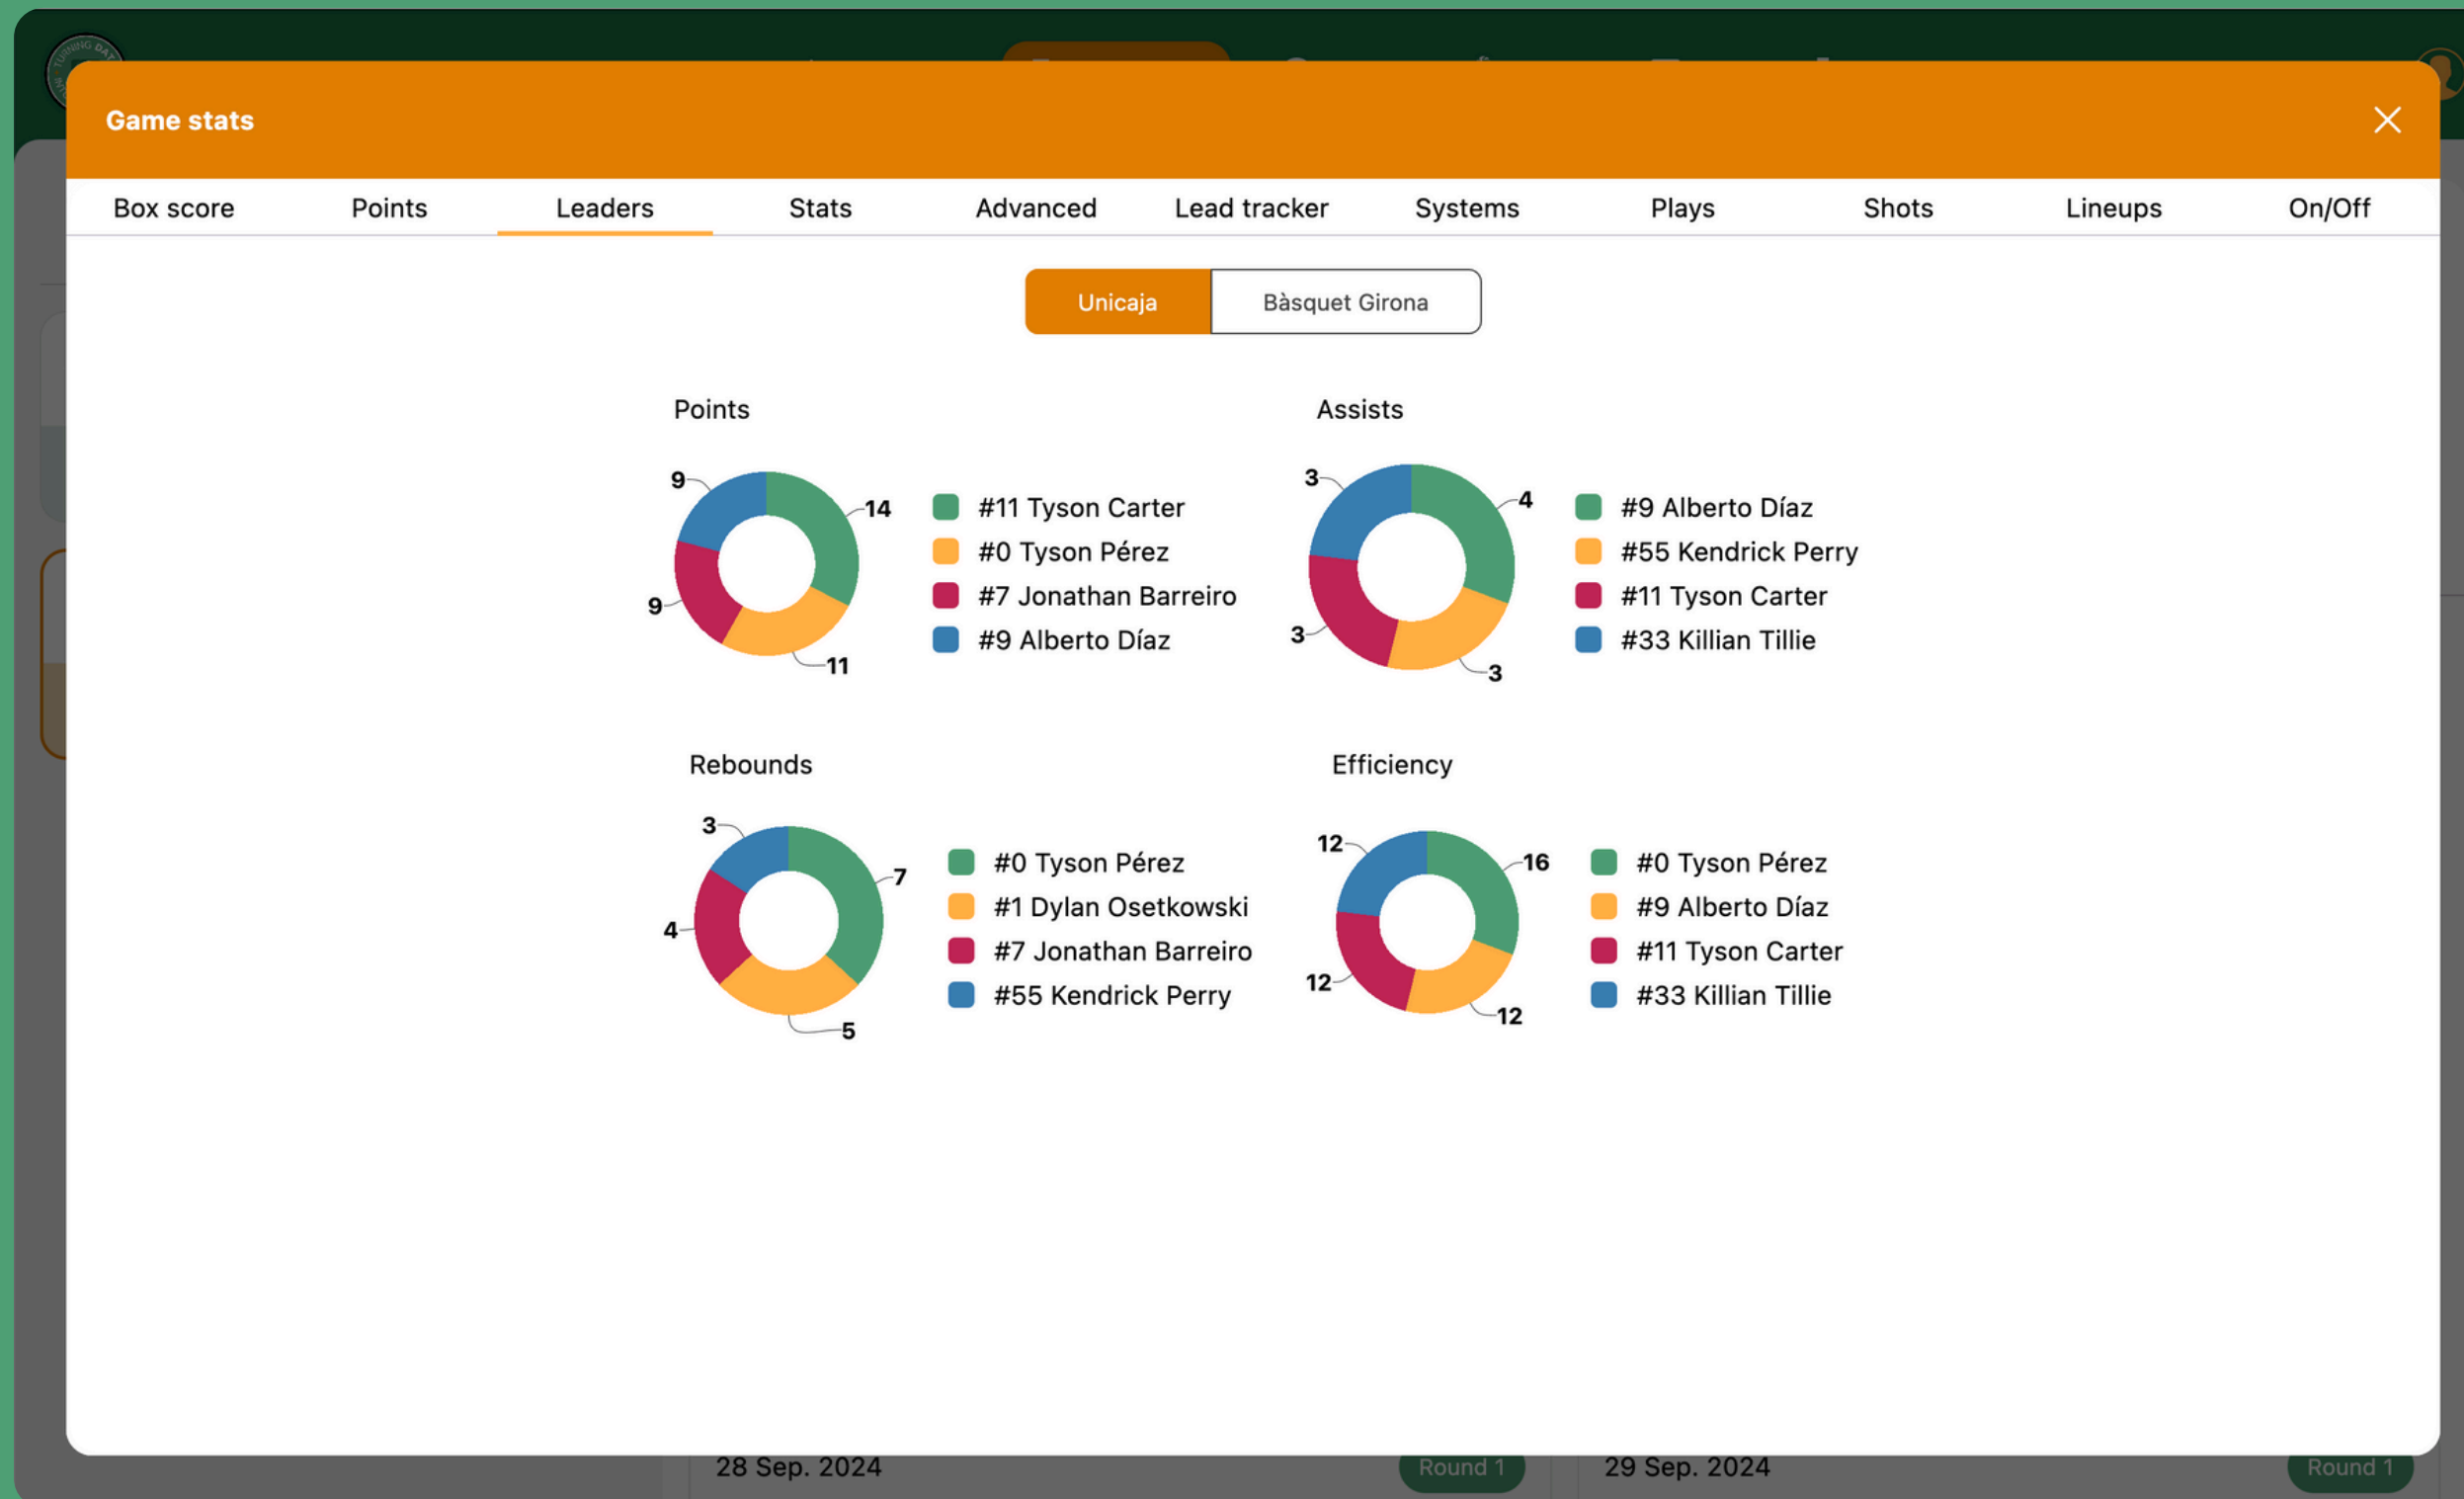 TURNING DAT
Game stats
Box score Points Leaders Stats Advanced Lead tracker Systems Plays Shots Lineups On/Off
Unicaja Bàsquet Girona
Points
9
14
9
11
#11 Tyson Carter
#0 Tyson Pérez
#7 Jonathan Barreiro
#9 Alberto Díaz
Assists
3
4
3
3
#9 Alberto Díaz
#55 Kendrick Perry
#11 Tyson Carter
#33 Killian Tillie
Rebounds
3
7
4
5
#0 Tyson Pérez
#1 Dylan Osetkowski
#7 Jonathan Barreiro
#55 Kendrick Perry
Efficiency
12
16
12
12
#0 Tyson Pérez
#9 Alberto Díaz
#11 Tyson Carter
#33 Killian Tillie
28 Sep. 2024 Round 1 29 Sep. 2024 Round 1